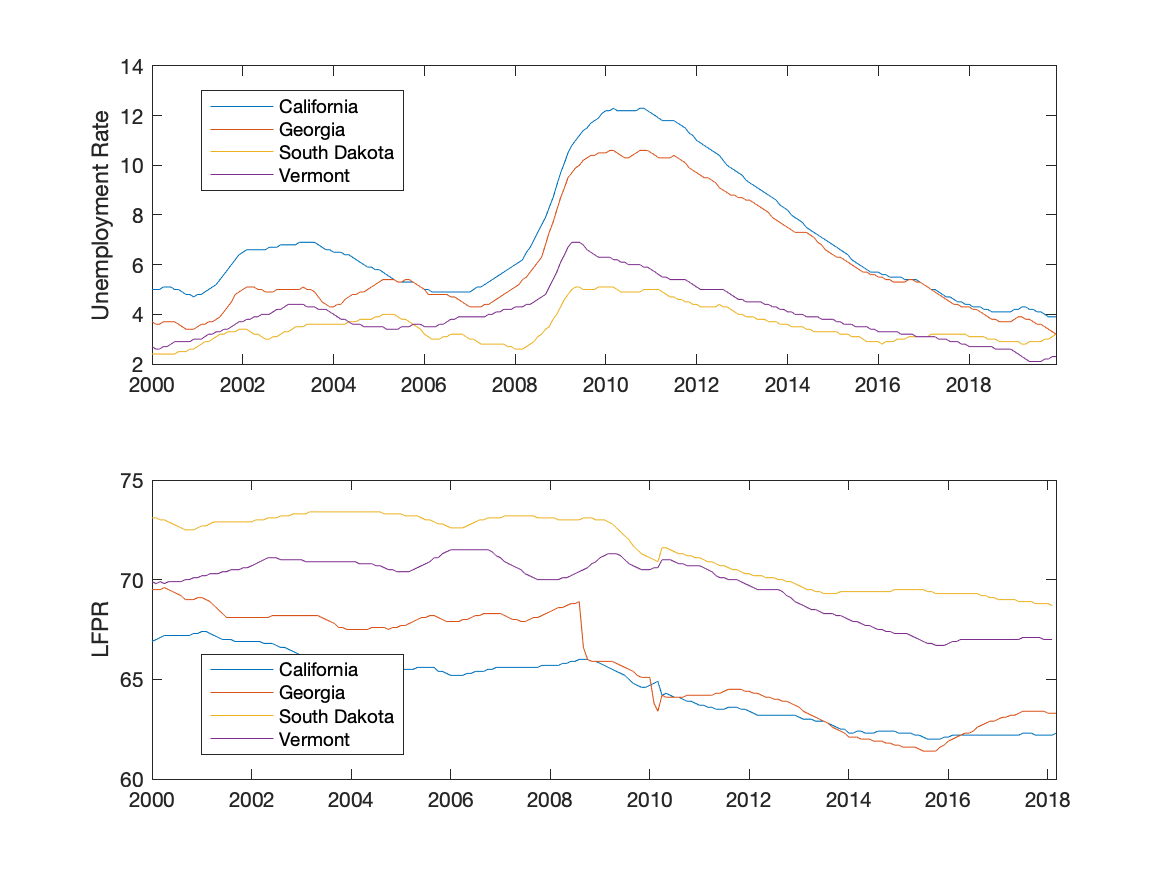 14
12
10
8
6
4
2
Unemployment Rate
California
Georgia
South Dakota
Vermont
2000 2002 2004 2006 2008 2010 2012 2014 2016 2018
75
70
65
60
LFPR
California
Georgia
South Dakota
Vermont
2000 2002 2004 2006 2008 2010 2012 2014 2016 2018